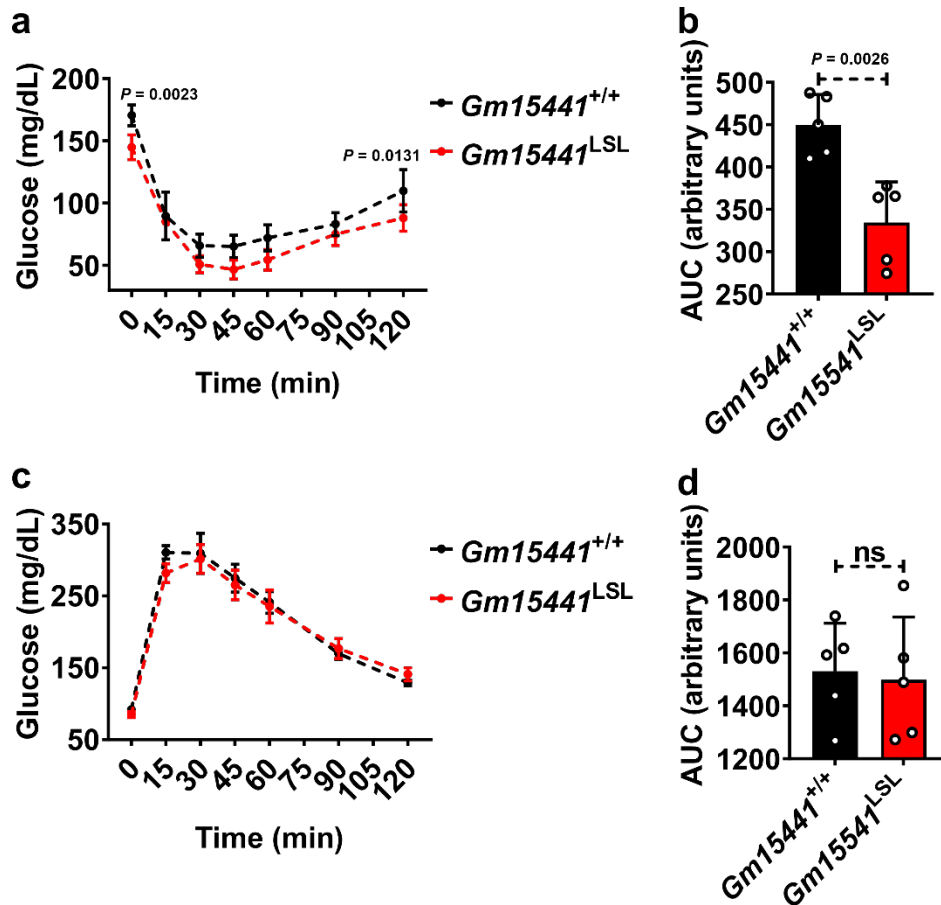 a
Glucose (mg/dL)
200
150
100
50
P = 0.0023
P = 0.0131
Gm15441+/+
Gm15441LSL
0 15 30 45 60 75 90 105 120
Time (min)
b
AUC (arbitrary units)
P = 0.0026
500
450
400
350
300
250
Gm15441+/+
Gm15541LSL
c
Glucose (mg/dL)
350
250
150
50
Gm15441+/+
Gm15441LSL
0 15 30 45 60 75 90 105 120
Time (min)
d
AUC (arbitrary units)
ns
2000
1800
1600
1400
1200
Gm15441+/+
Gm15541LSL